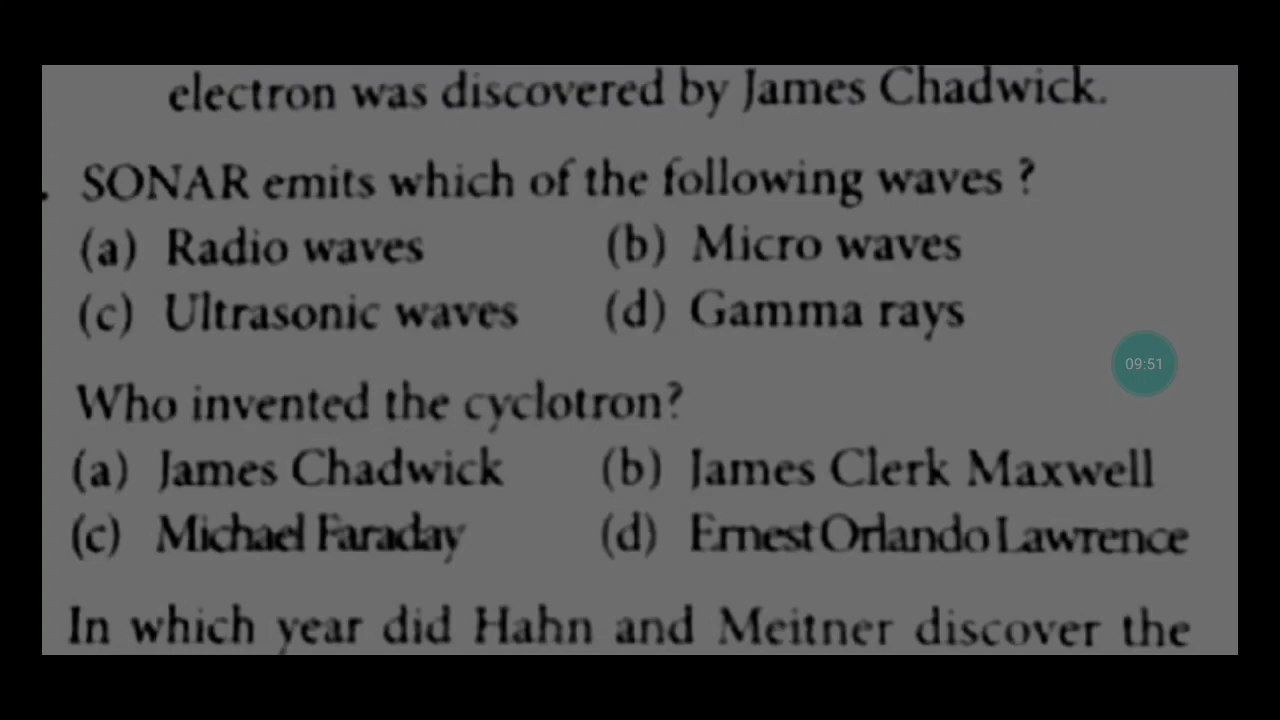 electron was discovered by James Chadwick.
. SONAR emits which of the following waves ?
(a) Radio waves (b) Micro waves
(c) Ultrasonic waves (d) Gamma rays
09:51
Who invented the cyclotron?
(a) James Chadwick (b) James Clerk Maxwell
(c) Michael Faraday (d) Ernest Orlando Lawrence
In which year did Hahn and Meitner discover the